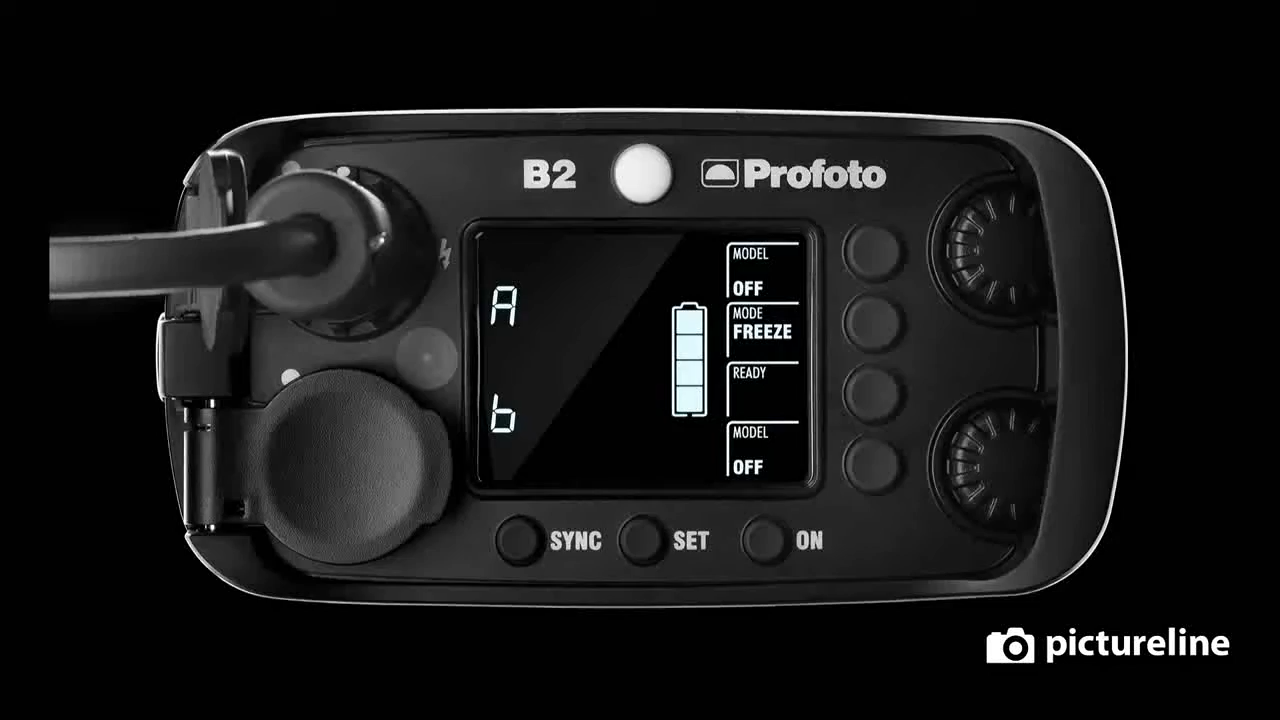 B2 Profoto
MODEL
OFF
A
MODE
FREEZE
READY
b
MODEL
OFF
SYNC SET ON
pictureline